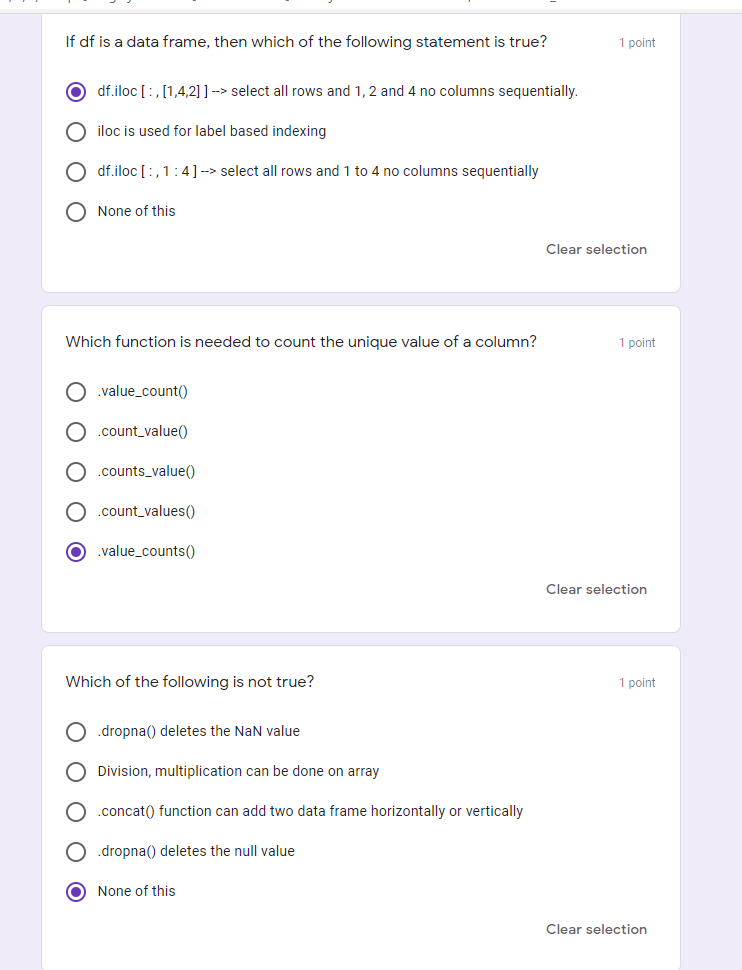 If df is a data frame, then which of the following statement is true?
1 point
df.iloc [ : , [1,4,2] ] --> select all rows and 1, 2 and 4 no columns sequentially.
iloc is used for label based indexing
df.iloc [ : , 1 : 4 ] --> select all rows and 1 to 4 no columns sequentially
None of this
Clear selection
Which function is needed to count the unique value of a column?
1 point
.value_count()
.count_value()
.counts_value()
.count_values()
.value_counts()
Clear selection
Which of the following is not true?
1 point
.dropna() deletes the NaN value
Division, multiplication can be done on array
.concat() function can add two data frame horizontally or vertically
.dropna() deletes the null value
None of this
Clear selection